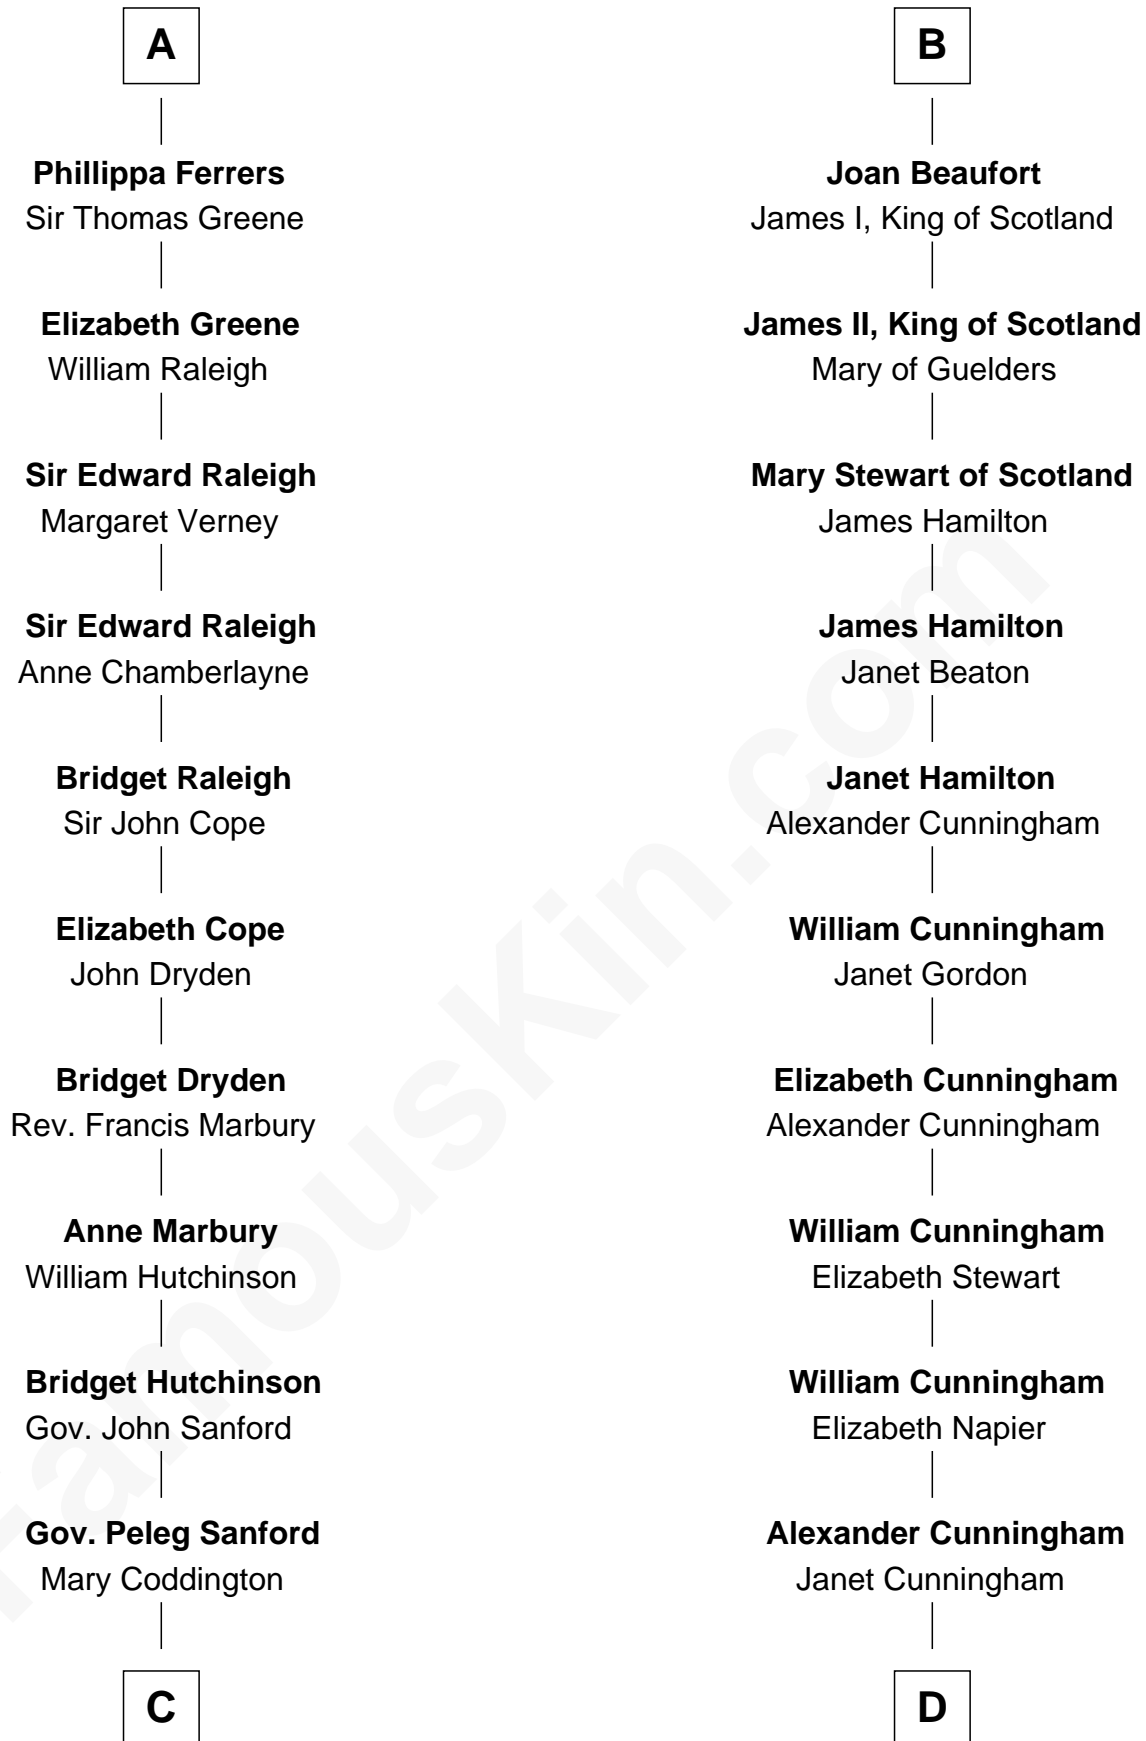 A
Phillippa Ferrers
Sir Thomas Greene
Elizabeth Greene
William Raleigh
Sir Edward Raleigh
Margaret Verney
Sir Edward Raleigh
Anne Chamberlayne
Bridget Raleigh
Sir John Cope
Elizabeth Cope
John Dryden
Bridget Dryden
Rev. Francis Marbury
Anne Marbury
William Hutchinson
Bridget Hutchinson
Gov. John Sanford
Gov. Peleg Sanford
Mary Coddington
C
B
Joan Beaufort
James I, King of Scotland
James II, King of Scotland
Mary of Guelders
Mary Stewart of Scotland
James Hamilton
James Hamilton
Janet Beaton
Janet Hamilton
Alexander Cunningham
William Cunningham
Janet Gordon
Elizabeth Cunningham
Alexander Cunningham
William Cunningham
Elizabeth Stewart
William Cunningham
Elizabeth Napier
Alexander Cunningham
Janet Cunningham
D
FamousKin.com